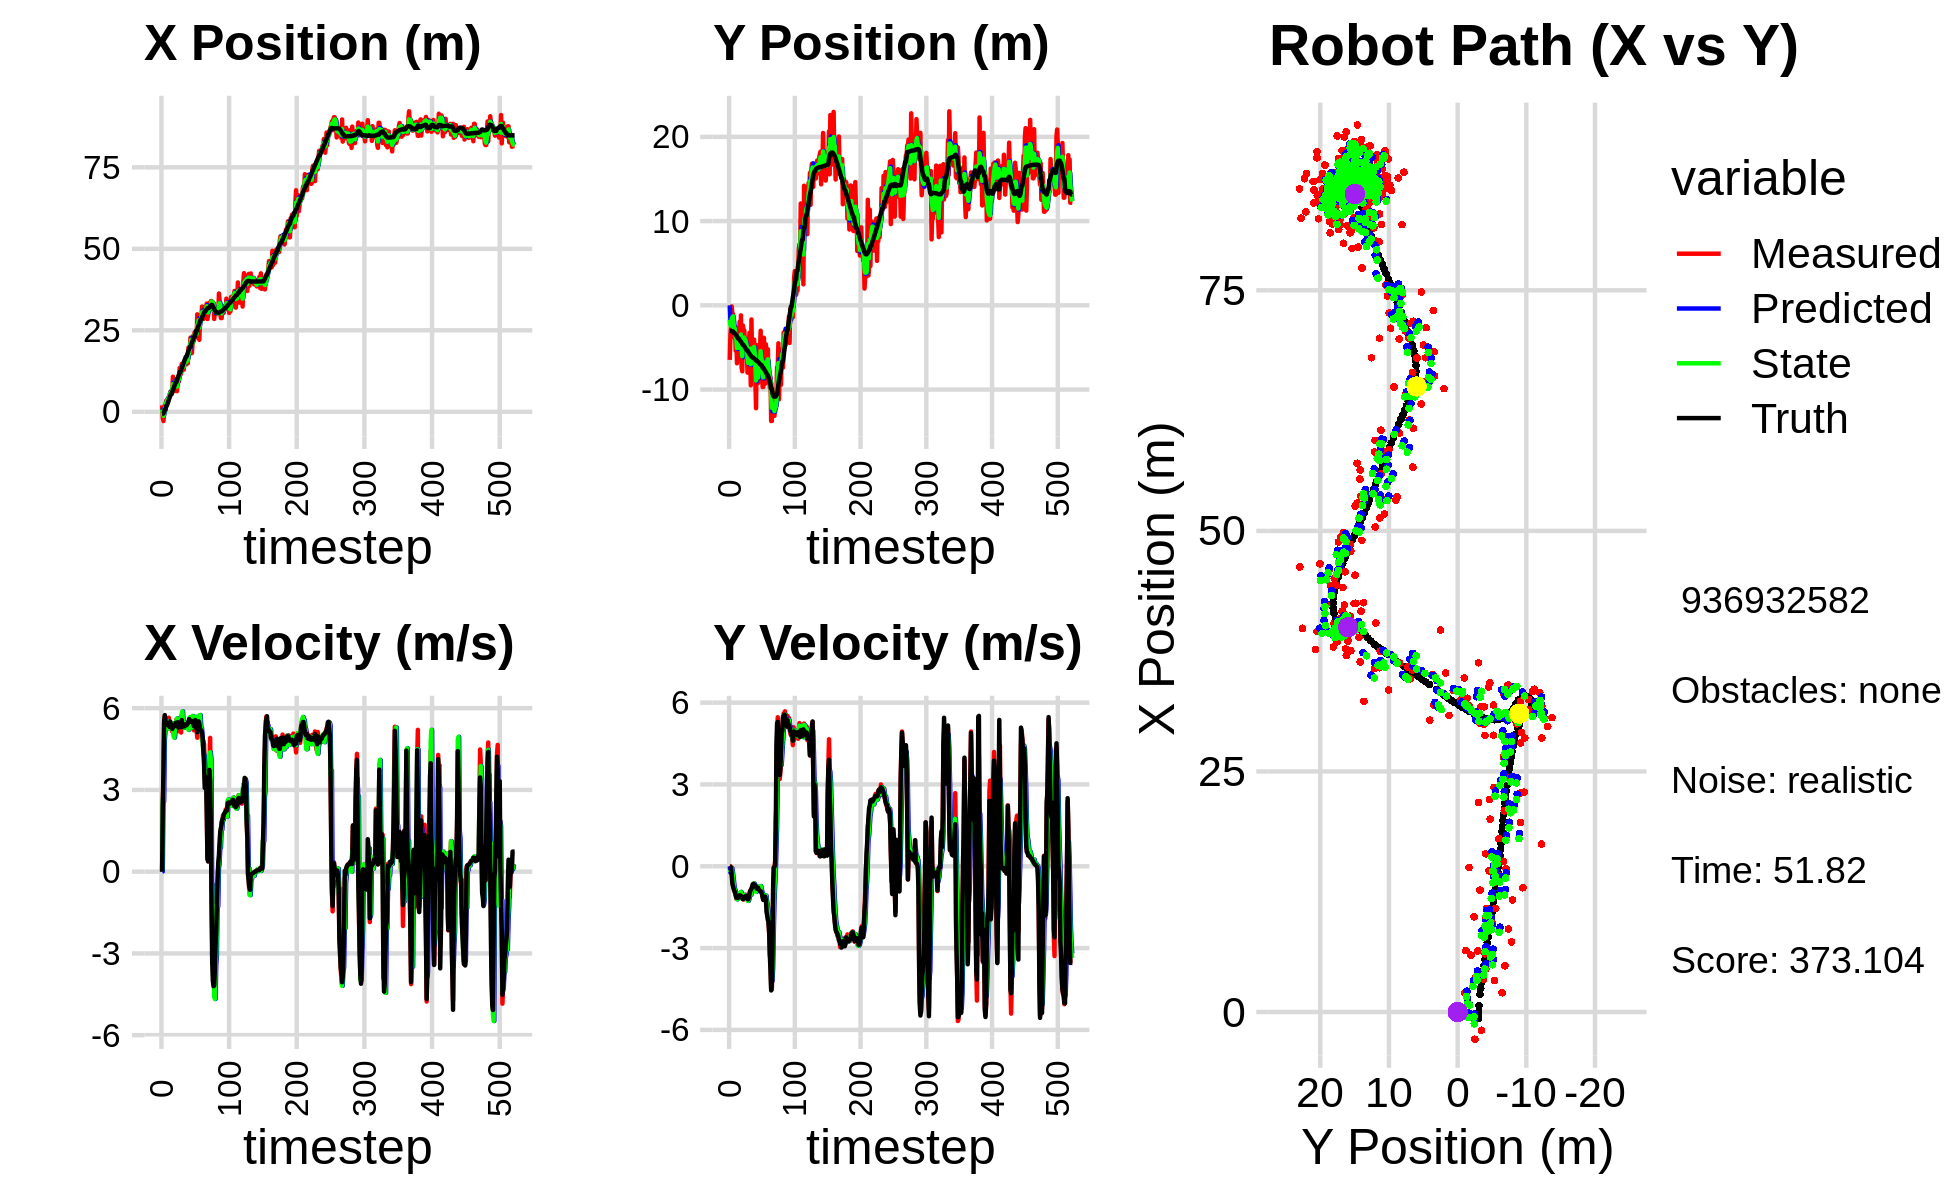 X Position (m)
75
50
25
0
0
100
200
300
400
500
timestep
Y Position (m)
20
10
0
-10
0
100
200
300
400
500
timestep
X Velocity (m/s)
6
3
0
-3
-6
0
100
200
300
400
500
timestep
Y Velocity (m/s)
6
3
0
-3
-6
0
100
200
300
400
500
timestep
Robot Path (X vs Y)
X Position (m)
75
50
25
0
20 10 0 -10 -20
Y Position (m)
variable
Measured
Predicted
State
Truth
936932582
Obstacles: none
Noise: realistic
Time: 51.82
Score: 373.104